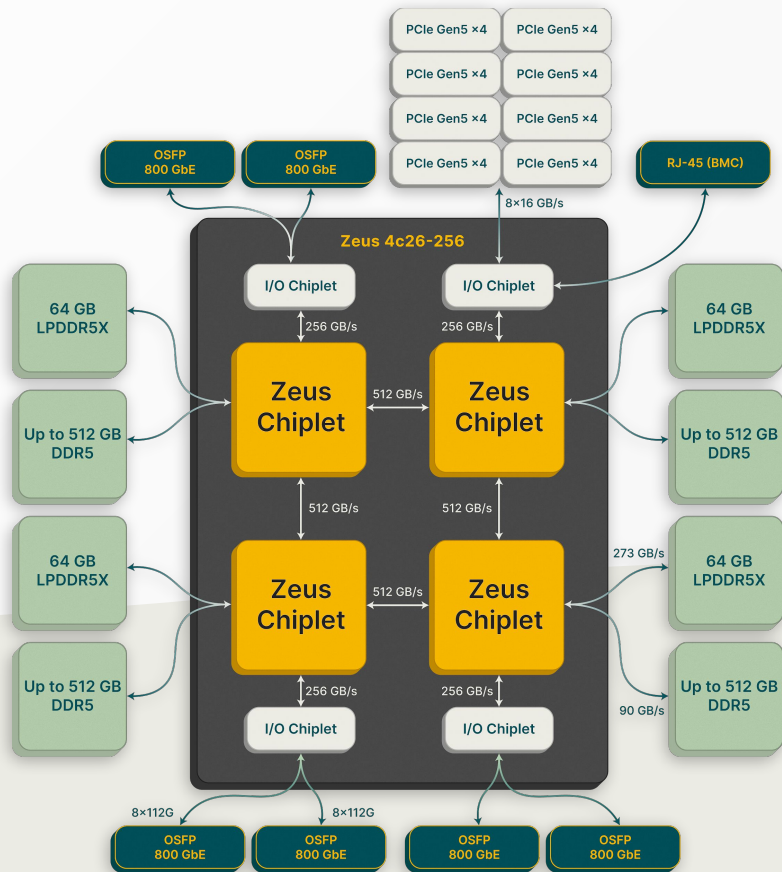 PCIe Gen5 ×4
PCIe Gen5 ×4
PCIe Gen5 ×4
PCIe Gen5 ×4
PCIe Gen5 ×4
PCIe Gen5 ×4
PCIe Gen5 ×4
PCIe Gen5 ×4
OSFP
800 GbE
OSFP
800 GbE
RJ-45 (BMC)
8×16 GB/s
Zeus 4c26-256
I/O Chiplet
I/O Chiplet
256 GB/s
256 GB/s
64 GB
LPDDR5X
Up to 512 GB
DDR5
Zeus
Chiplet
512 GB/s
Zeus
Chiplet
64 GB
LPDDR5X
Up to 512 GB
DDR5
512 GB/s
512 GB/s
64 GB
LPDDR5X
Up to 512 GB
DDR5
Zeus
Chiplet
512 GB/s
Zeus
Chiplet
273 GB/s
64 GB
LPDDR5X
90 GB/s
Up to 512 GB
DDR5
256 GB/s
256 GB/s
I/O Chiplet
I/O Chiplet
8×112G
8×112G
OSFP
800 GbE
OSFP
800 GbE
OSFP
800 GbE
OSFP
800 GbE